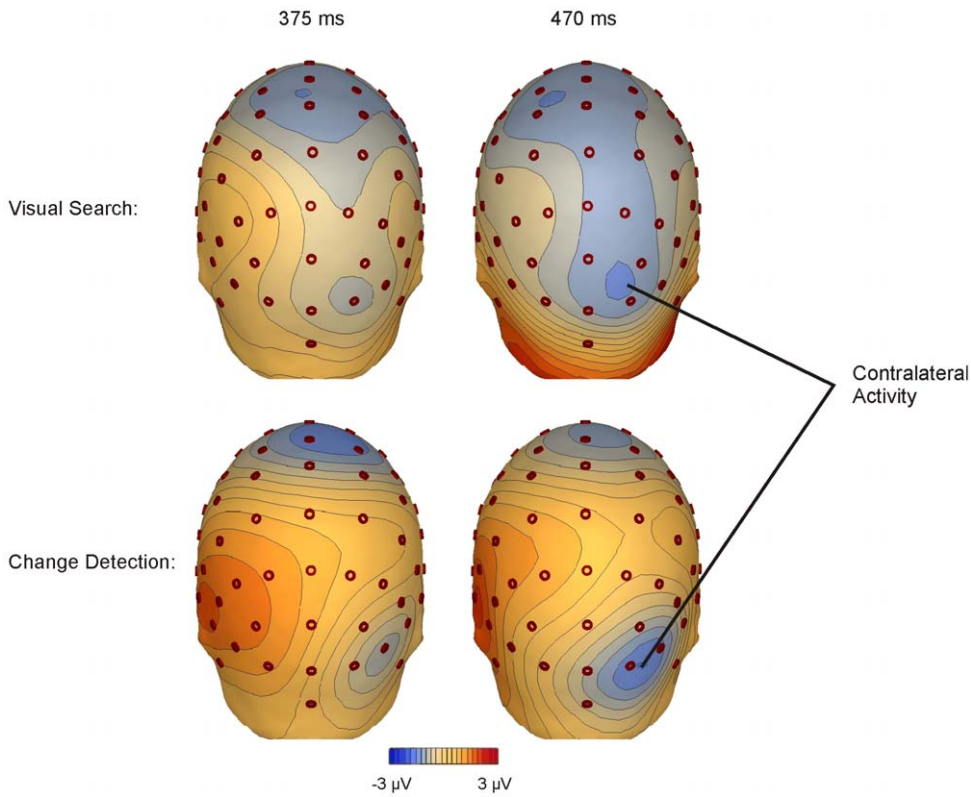 375 ms
470 ms
Visual Search:
Contralateral
Activity
Change Detection:
-3 µV
3 µV